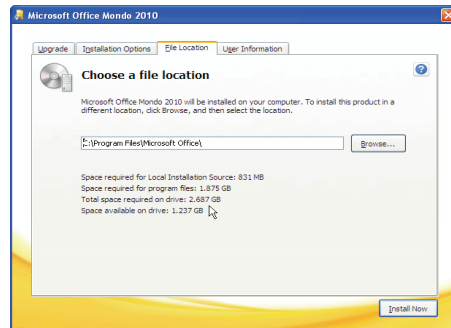 Microsoft Office Mondo 2010
Upgrade Installation Options File Location User Information
Choose a file location
Microsoft Office Mondo 2010 will be installed on your computer. To install this product in a
different location, click Browse, and then select the location.
C:\Program Files\Microsoft Office\
Browse...
Space required for Local Installation Source: 831 MB
Space required for program files: 1.875 GB
Total space required on drive: 2.687 GB
Space available on drive: 1.237 GB
Install Now